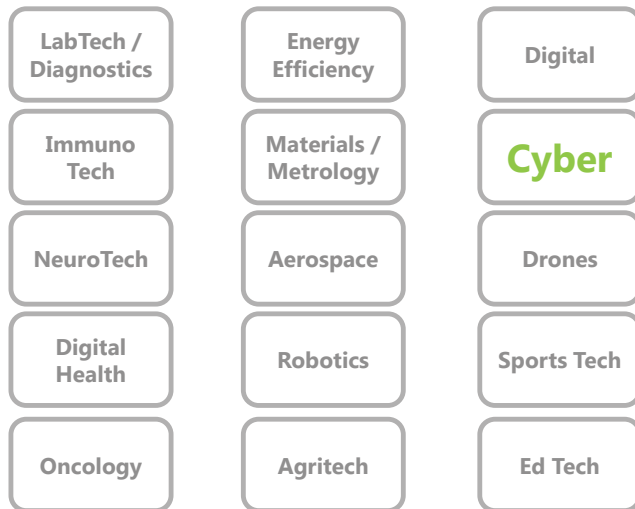 LabTech /
Diagnostics
Energy
Efficiency
Digital
Immuno
Tech
Materials /
Metrology
Cyber
NeuroTech
Aerospace
Drones
Digital
Health
Robotics
Sports Tech
Oncology
Agritech
Ed Tech